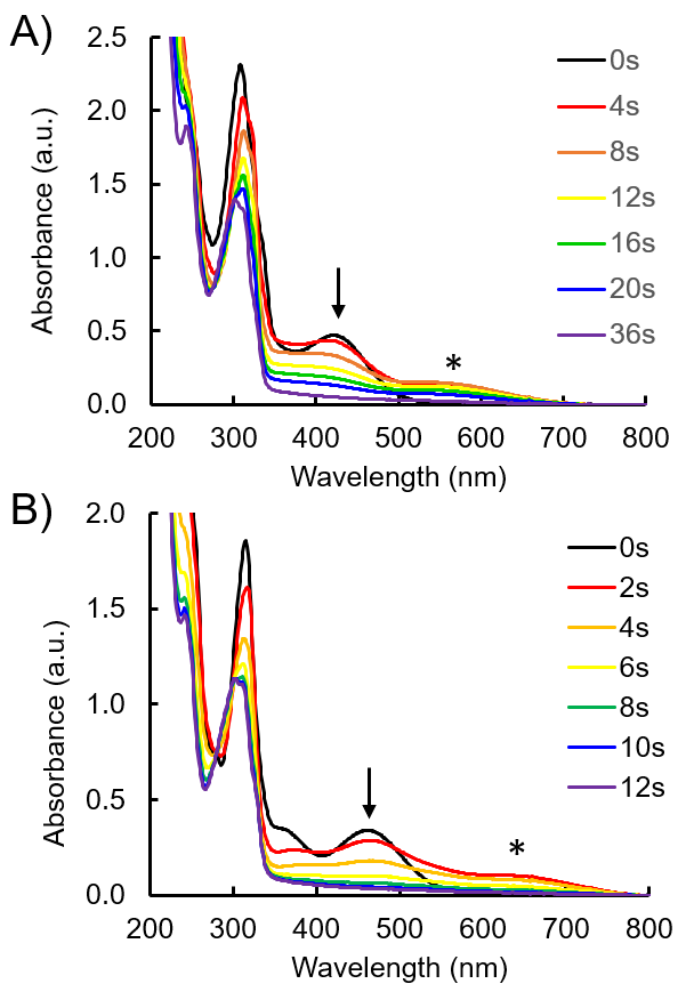 A)
2.5
2.0
1.5
1.0
0.5
0.0
Absorbance (a.u.)
200 300 400 500 600 700 800
Wavelength (nm)
0s
4s
8s
12s
16s
20s
36s
*
B)
2.0
1.5
1.0
0.5
0.0
Absorbance (a.u.)
200 300 400 500 600 700 800
Wavelength (nm)
0s
2s
4s
6s
8s
10s
12s
*